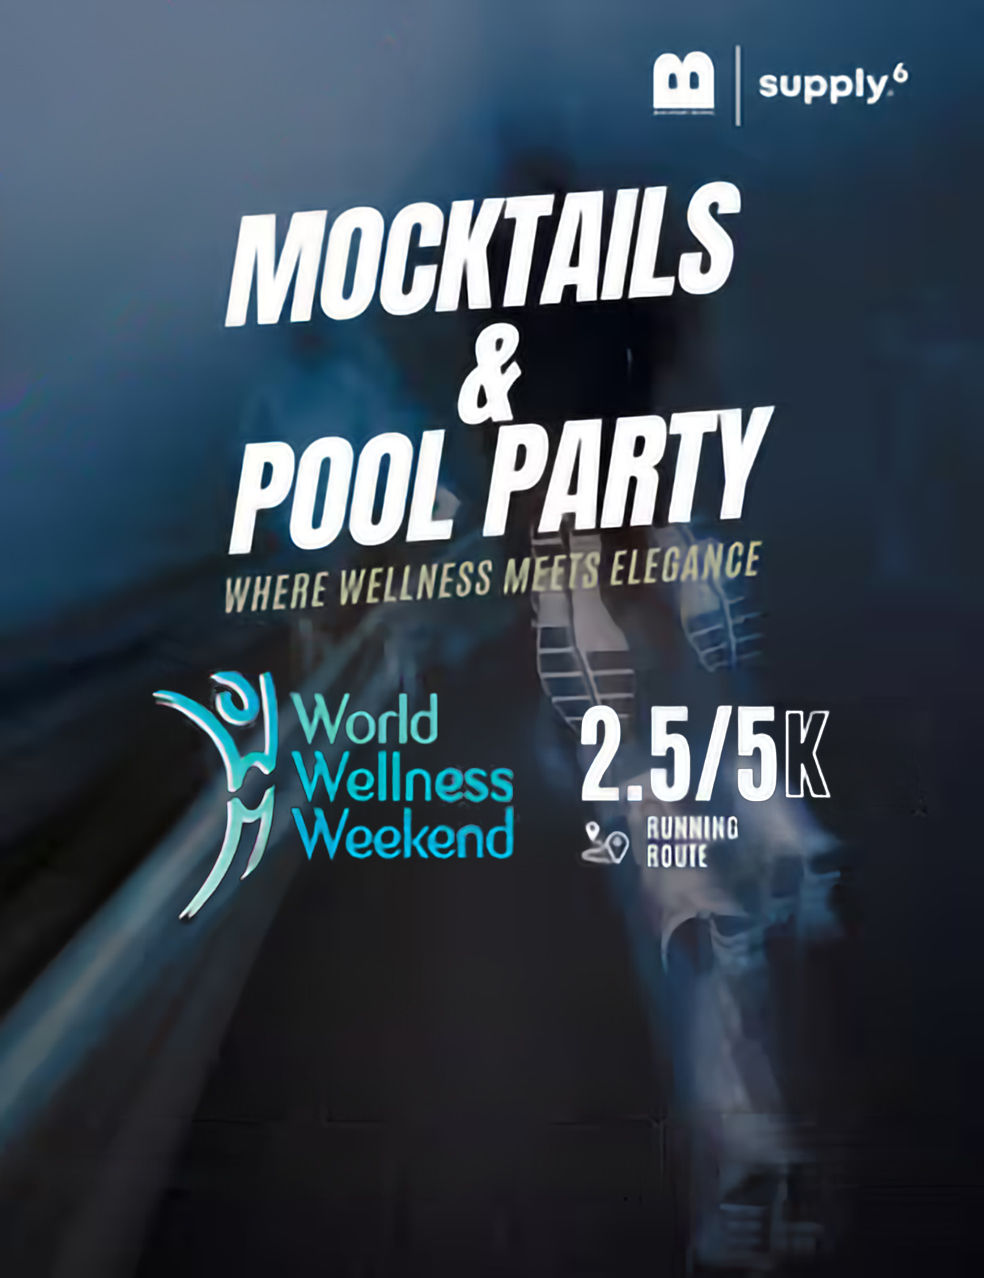 B
supply.6
MOCKTAILS
&
POOL PARTY
WHERE WELLNESS MEETS ELEGANCE
World
Wellness
Weekend
2.5/5K
RUNNING
ROUTE